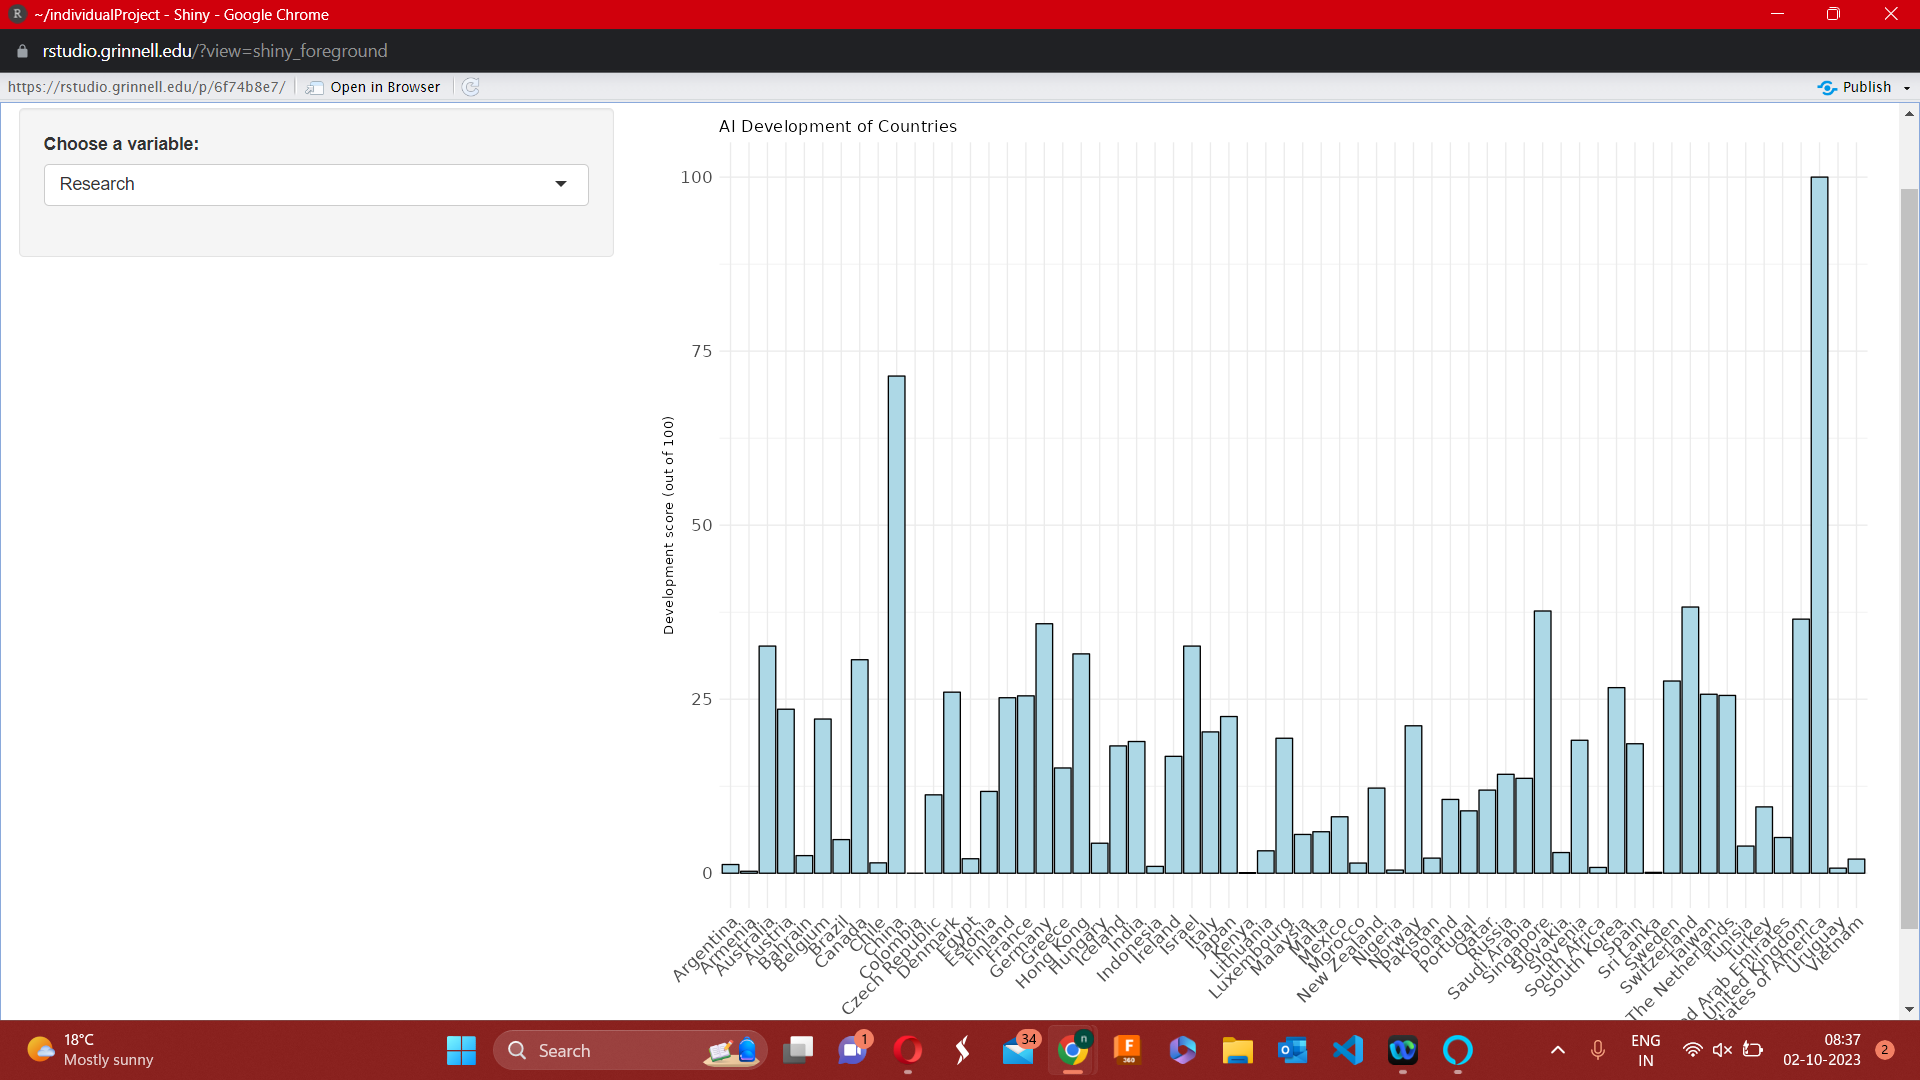 ~/individualProject - Shiny - Google Chrome
rstudio.grinnell.edu/?view=shiny_foreground
https://rstudio.grinnell.edu/p/6f74b8e7/ Open in Browser Publish
Choose a variable:
Research
AI Development of Countries
Development score (out of 100)
100
75
50
25
0
Argentina
Armenia
Australia
Austria
Bahrain
Belgium
Brazil
Canada
Chile
China
Colombia
Czech Republic
Denmark
Egypt
Estonia
Finland
France
Germany
Greece
Hong Kong
Hungary
Iceland
India
Indonesia
Ireland
Israel
Italy
Japan
Kenya
Lithuania
Luxembourg
Malaysia
Malta
Mexico
Morocco
New Zealand
Nigeria
Norway
Pakistan
Poland
Portugal
Qatar
Russia
Saudi Arabia
Singapore
Slovakia
Slovenia
South Africa
South Korea
Spain
Sri Lanka
Sweden
Switzerland
Taiwan
The Netherlands
Tunisia
Turkey
d Arab Emirates
United Kingdom
tates of America
Uruguay
Vietnam
18°C
Mostly sunny
Search
1
34
n
F
360
ENG
IN
08:37
02-10-2023
2